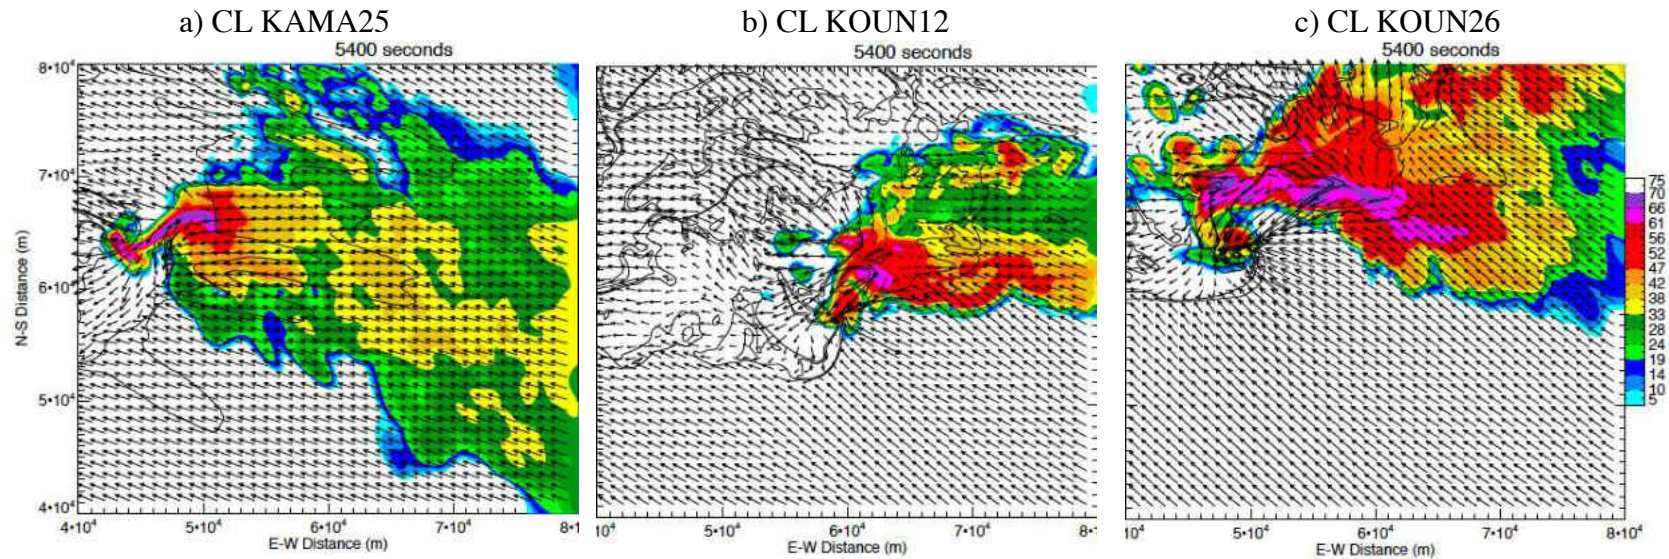 a) CL KAMA25
b) CL KOUN12
c) CL KOUN26
5400 seconds
5400 seconds
5400 seconds
8•10⁴
7•10⁴
6•10⁴
5•10⁴
4•10⁴
N-S Distance (m)
4•10⁴ 5•10⁴ 6•10⁴ 7•10⁴ 8•1
E-W Distance (m)
10⁴ 5•10⁴ 6•10⁴ 7•10⁴
E-W Distance (m)
10⁴ 5•10⁴ 6•10⁴ 7•10⁴ 8•10⁴
E-W Distance (m)
75
70
66
61
56
52
47
42
38
33
28
24
19
14
10
5